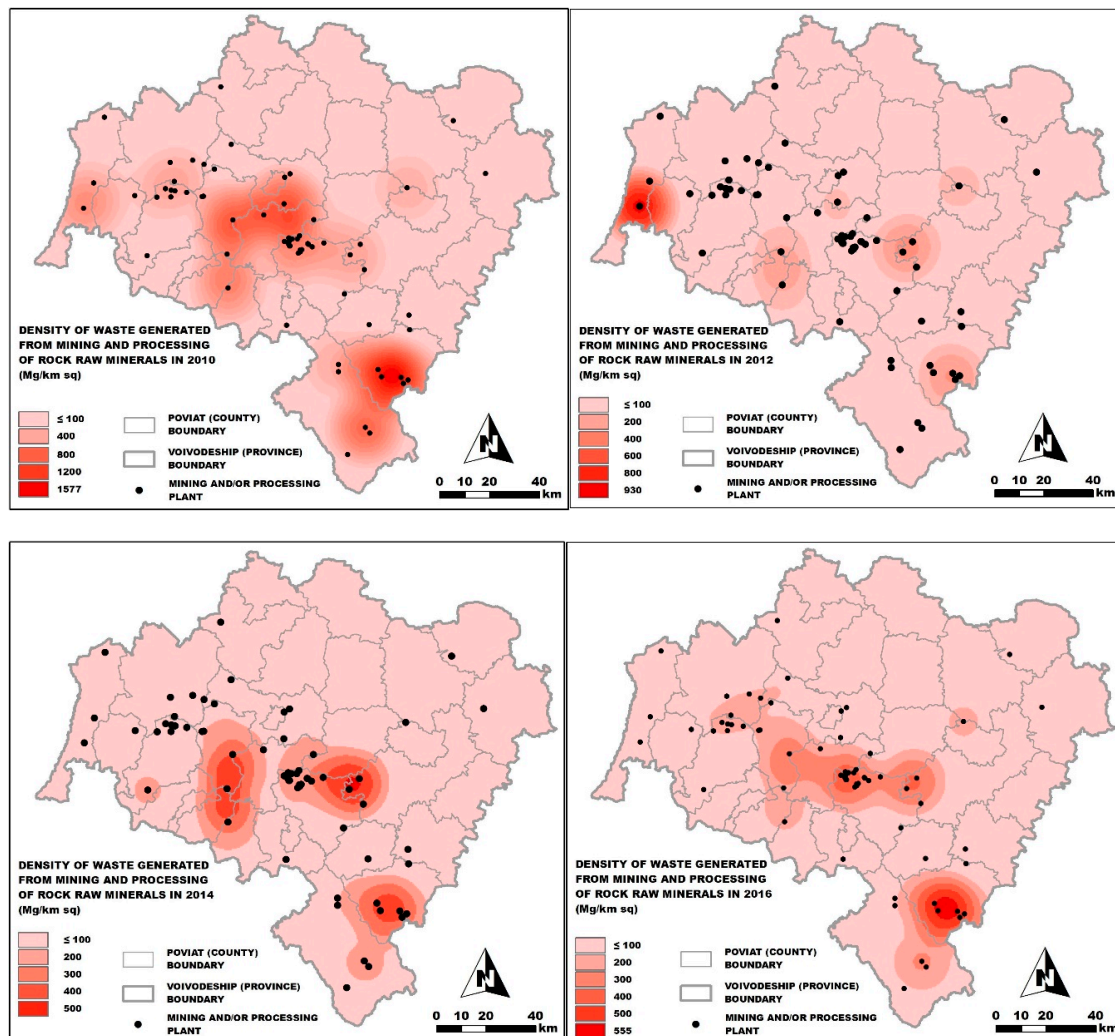 DENSITY OF WASTE GENERATED
FROM MINING AND PROCESSING
OF ROCK RAW MINERALS IN 2010
(Mg/km sq)
≤ 100
400
800
1200
1577
POVIAT (COUNTY)
BOUNDARY
VOIVODESHIP (PROVINCE)
BOUNDARY
MINING AND/OR PROCESSING
PLANT
N
0 10 20 40
km
DENSITY OF WASTE GENERATED
FROM MINING AND PROCESSING
OF ROCK RAW MINERALS IN 2012
(Mg/km sq)
≤ 100
200
400
600
800
930
POVIAT (COUNTY)
BOUNDARY
VOIVODESHIP (PROVINCE)
BOUNDARY
MINING AND/OR PROCESSING
PLANT
N
0 10 20 40
km
DENSITY OF WASTE GENERATED
FROM MINING AND PROCESSING
OF ROCK RAW MINERALS IN 2014
(Mg/km sq)
≤ 100
200
300
400
500
POVIAT (COUNTY)
BOUNDARY
VOIVODESHIP (PROVINCE)
BOUNDARY
MINING AND/OR PROCESSING
PLANT
N
0 10 20 40
km
DENSITY OF WASTE GENERATED
FROM MINING AND PROCESSING
OF ROCK RAW MINERALS IN 2016
(Mg/km sq)
≤ 100
200
300
400
500
555
POVIAT (COUNTY)
BOUNDARY
VOIVODESHIP (PROVINCE)
BOUNDARY
MINING AND/OR PROCESSING
PLANT
N
0 10 20 40
km